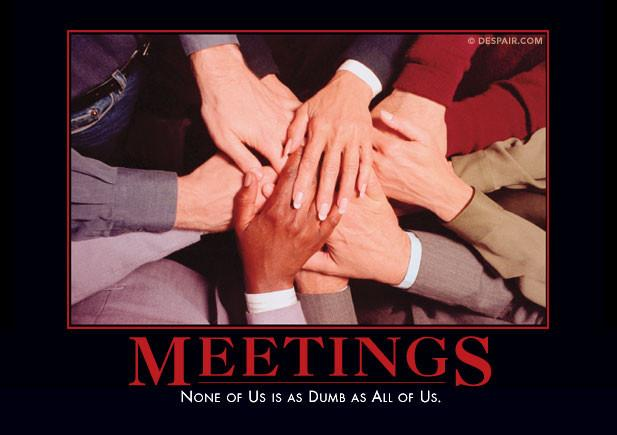 © DESPAIR.COM
MEETINGS
NONE OF US IS AS DUMB AS ALL OF US.